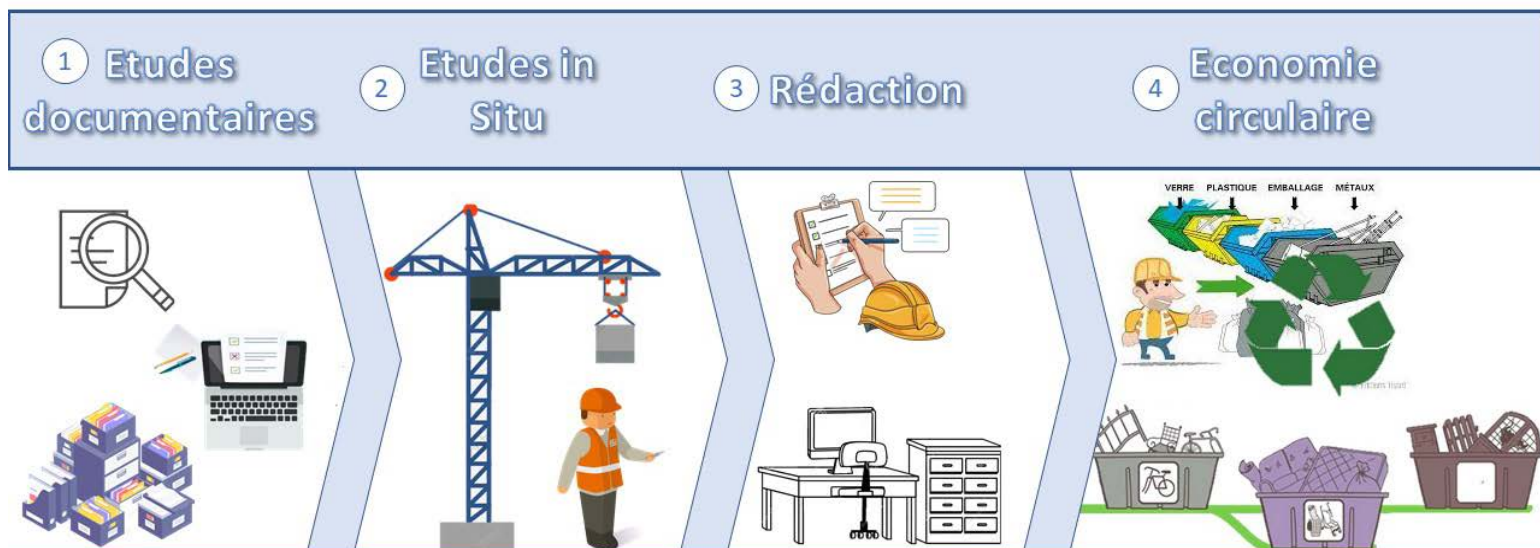 1 Etudes
documentaires
2 Etudes in
Situ
3 Rédaction
4 Economie
circulaire
VERRE PLASTIQUE EMBALLAGE MÉTAUX